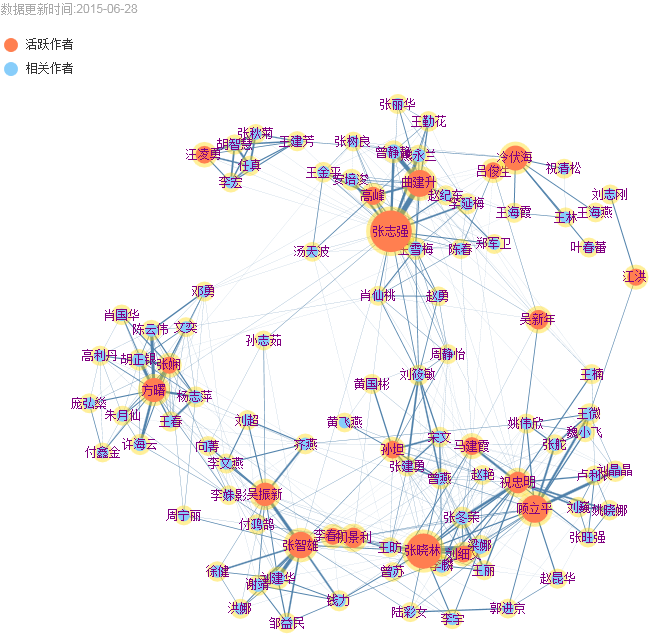 数据更新时间:2015-06-28
活跃作者
相关作者
张丽华
王勤花
张秋菊
胡智慧
王建芳
张树良
汪凌勇
任真
曾静静
曲建升
冷伏海
吕俊生
祝清松
李宏
王金平
安培浚
高峰
赵纪东
李延梅
刘志刚
王海霞
王林
王海燕
张志强
汤天波
王雪梅
陈春
郑军卫
叶春蕾
江洪
邓勇
肖仙桃
赵勇
肖国华
陈云伟
文奕
吴新年
孙志茹
高利丹
胡正银
张娴
周静怡
刘筱敏
王楠
方曙
杨志萍
黄国彬
庞弘燊
朱月仙
王春
刘超
黄飞燕
姚伟欣
王微
魏小飞
付鑫金
许海云
向菁
齐燕
宋文
孙坦
马建霞
张舵
李文燕
张建勇
曾燕
赵艳
祝忠明
刘晶晶
李姝影
吴振新
周宁丽
付鸿鹄
张冬荣
顾立平
刘巍
姚晓娜
张旺强
张智雄
初景利
王昉
张晓林
刘细文
梁娜
徐健
刘建华
谢靖
曾苏
王丽
赵昆华
洪娜
邹益民
钱力
陆彩女
李宇
郭进京